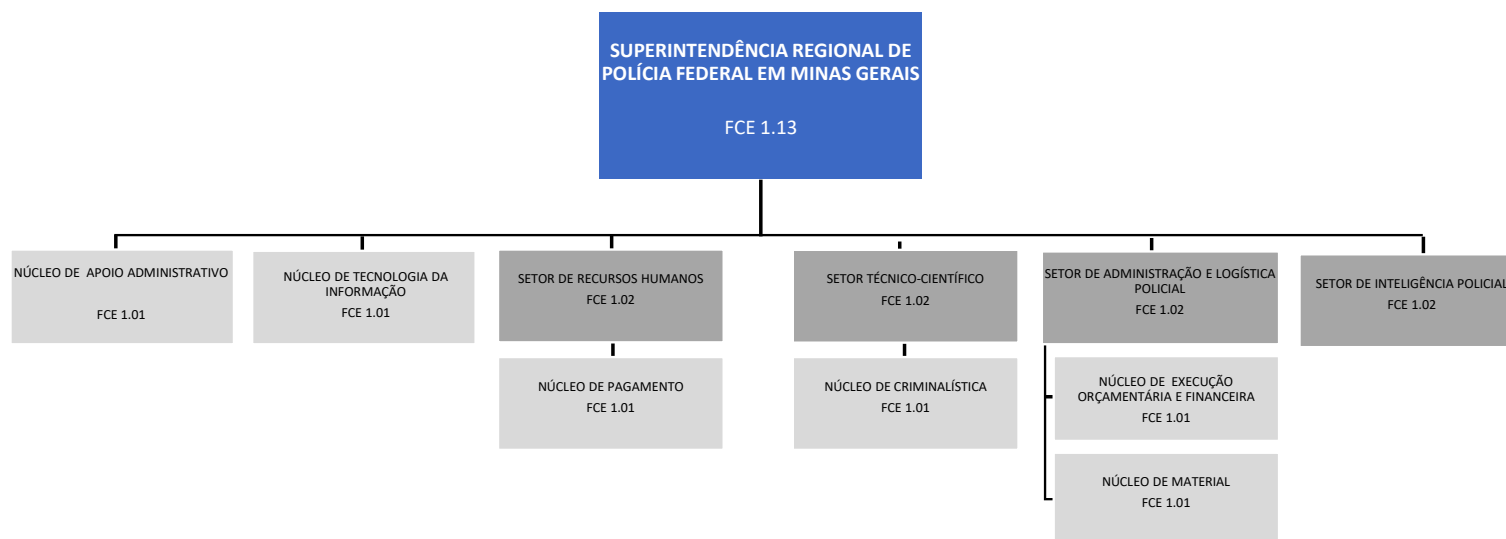 SUPERINTENDÊNCIA REGIONAL DE
POLÍCIA FEDERAL EM MINAS GERAIS
FCE 1.13
NÚCLEO DE APOIO ADMINISTRATIVO
FCE 1.01
NÚCLEO DE TECNOLOGIA DA
INFORMAÇÃO
FCE 1.01
SETOR DE RECURSOS HUMANOS
FCE 1.02
SETOR TÉCNICO-CIENTÍFICO
FCE 1.02
SETOR DE ADMINISTRAÇÃO E LOGÍSTICA
POLICIAL
FCE 1.02
SETOR DE INTELIGÊNCIA POLICIAL
FCE 1.02
NÚCLEO DE PAGAMENTO
FCE 1.01
NÚCLEO DE CRIMINALÍSTICA
FCE 1.01
NÚCLEO DE EXECUÇÃO
ORÇAMENTÁRIA E FINANCEIRA
FCE 1.01
NÚCLEO DE MATERIAL
FCE 1.01